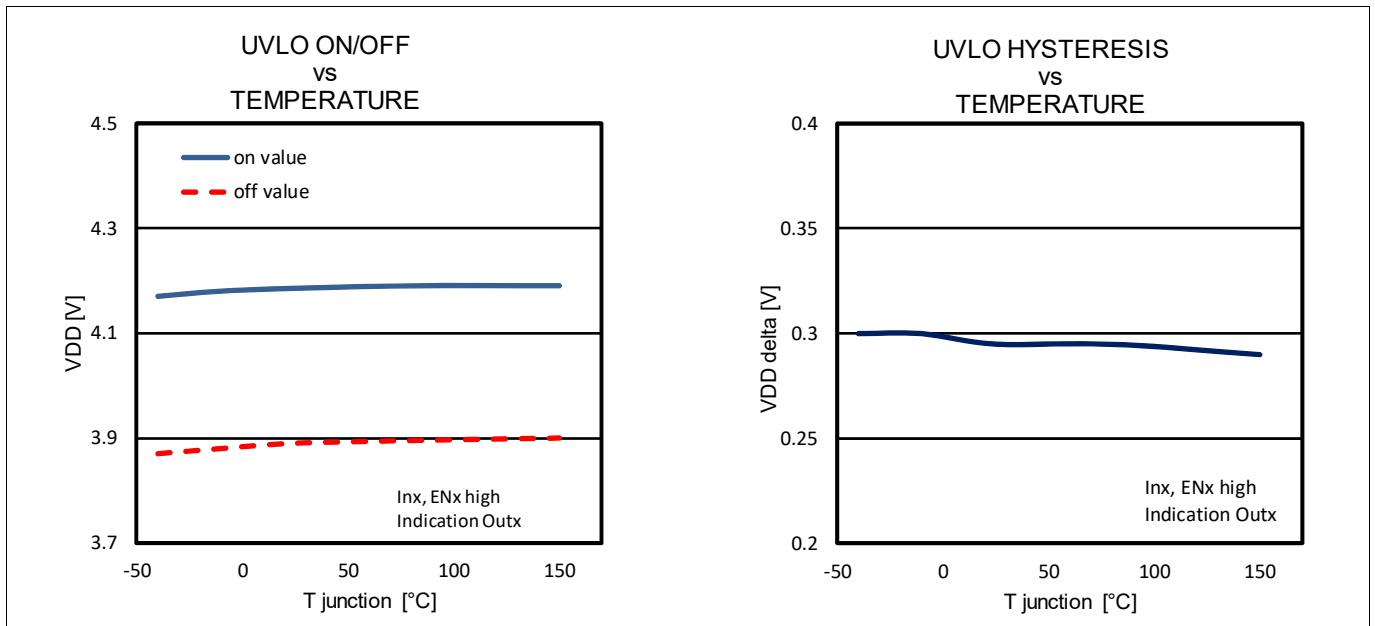 UVLO ON/OFF
vs
TEMPERATURE
4.5
4.3
4.1
3.9
3.7
VDD [V]
on value
off value
Inx, ENx high
Indication Outx
-50 0 50 100 150
T junction [°C]
UVLO HYSTERESIS
vs
TEMPERATURE
0.4
0.35
0.3
0.25
0.2
VDD delta [V]
Inx, ENx high
Indication Outx
-50 0 50 100 150
T junction [°C]